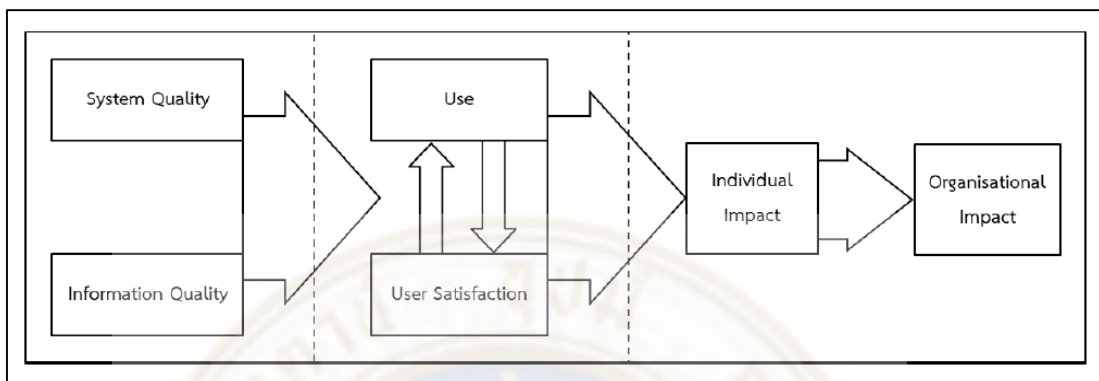 System Quality
Use
Individual
Impact
Organisational
Impact
Information Quality
User Satisfaction